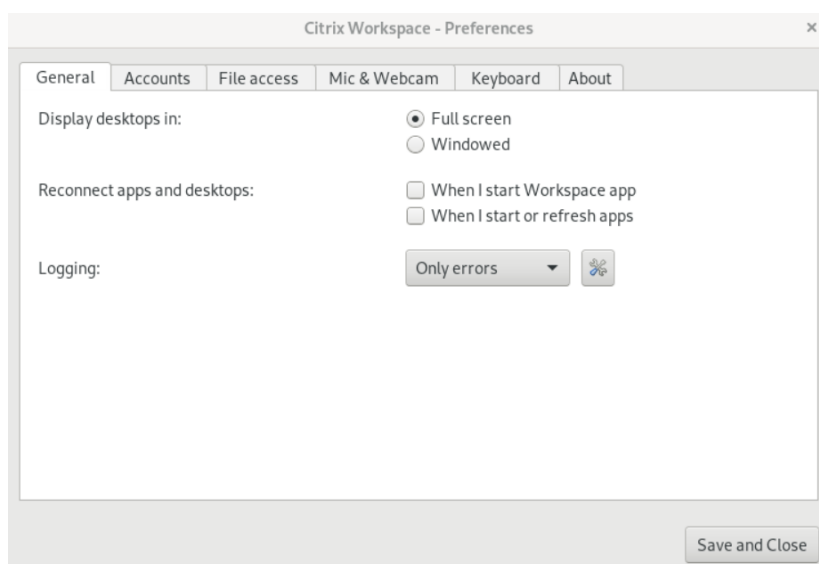 Citrix Workspace - Preferences ×
General Accounts File access Mic & Webcam Keyboard About
Display desktops in: Full screen
Windowed
Reconnect apps and desktops: When I start Workspace app
When I start or refresh apps
Logging: Only errors
Save and Close